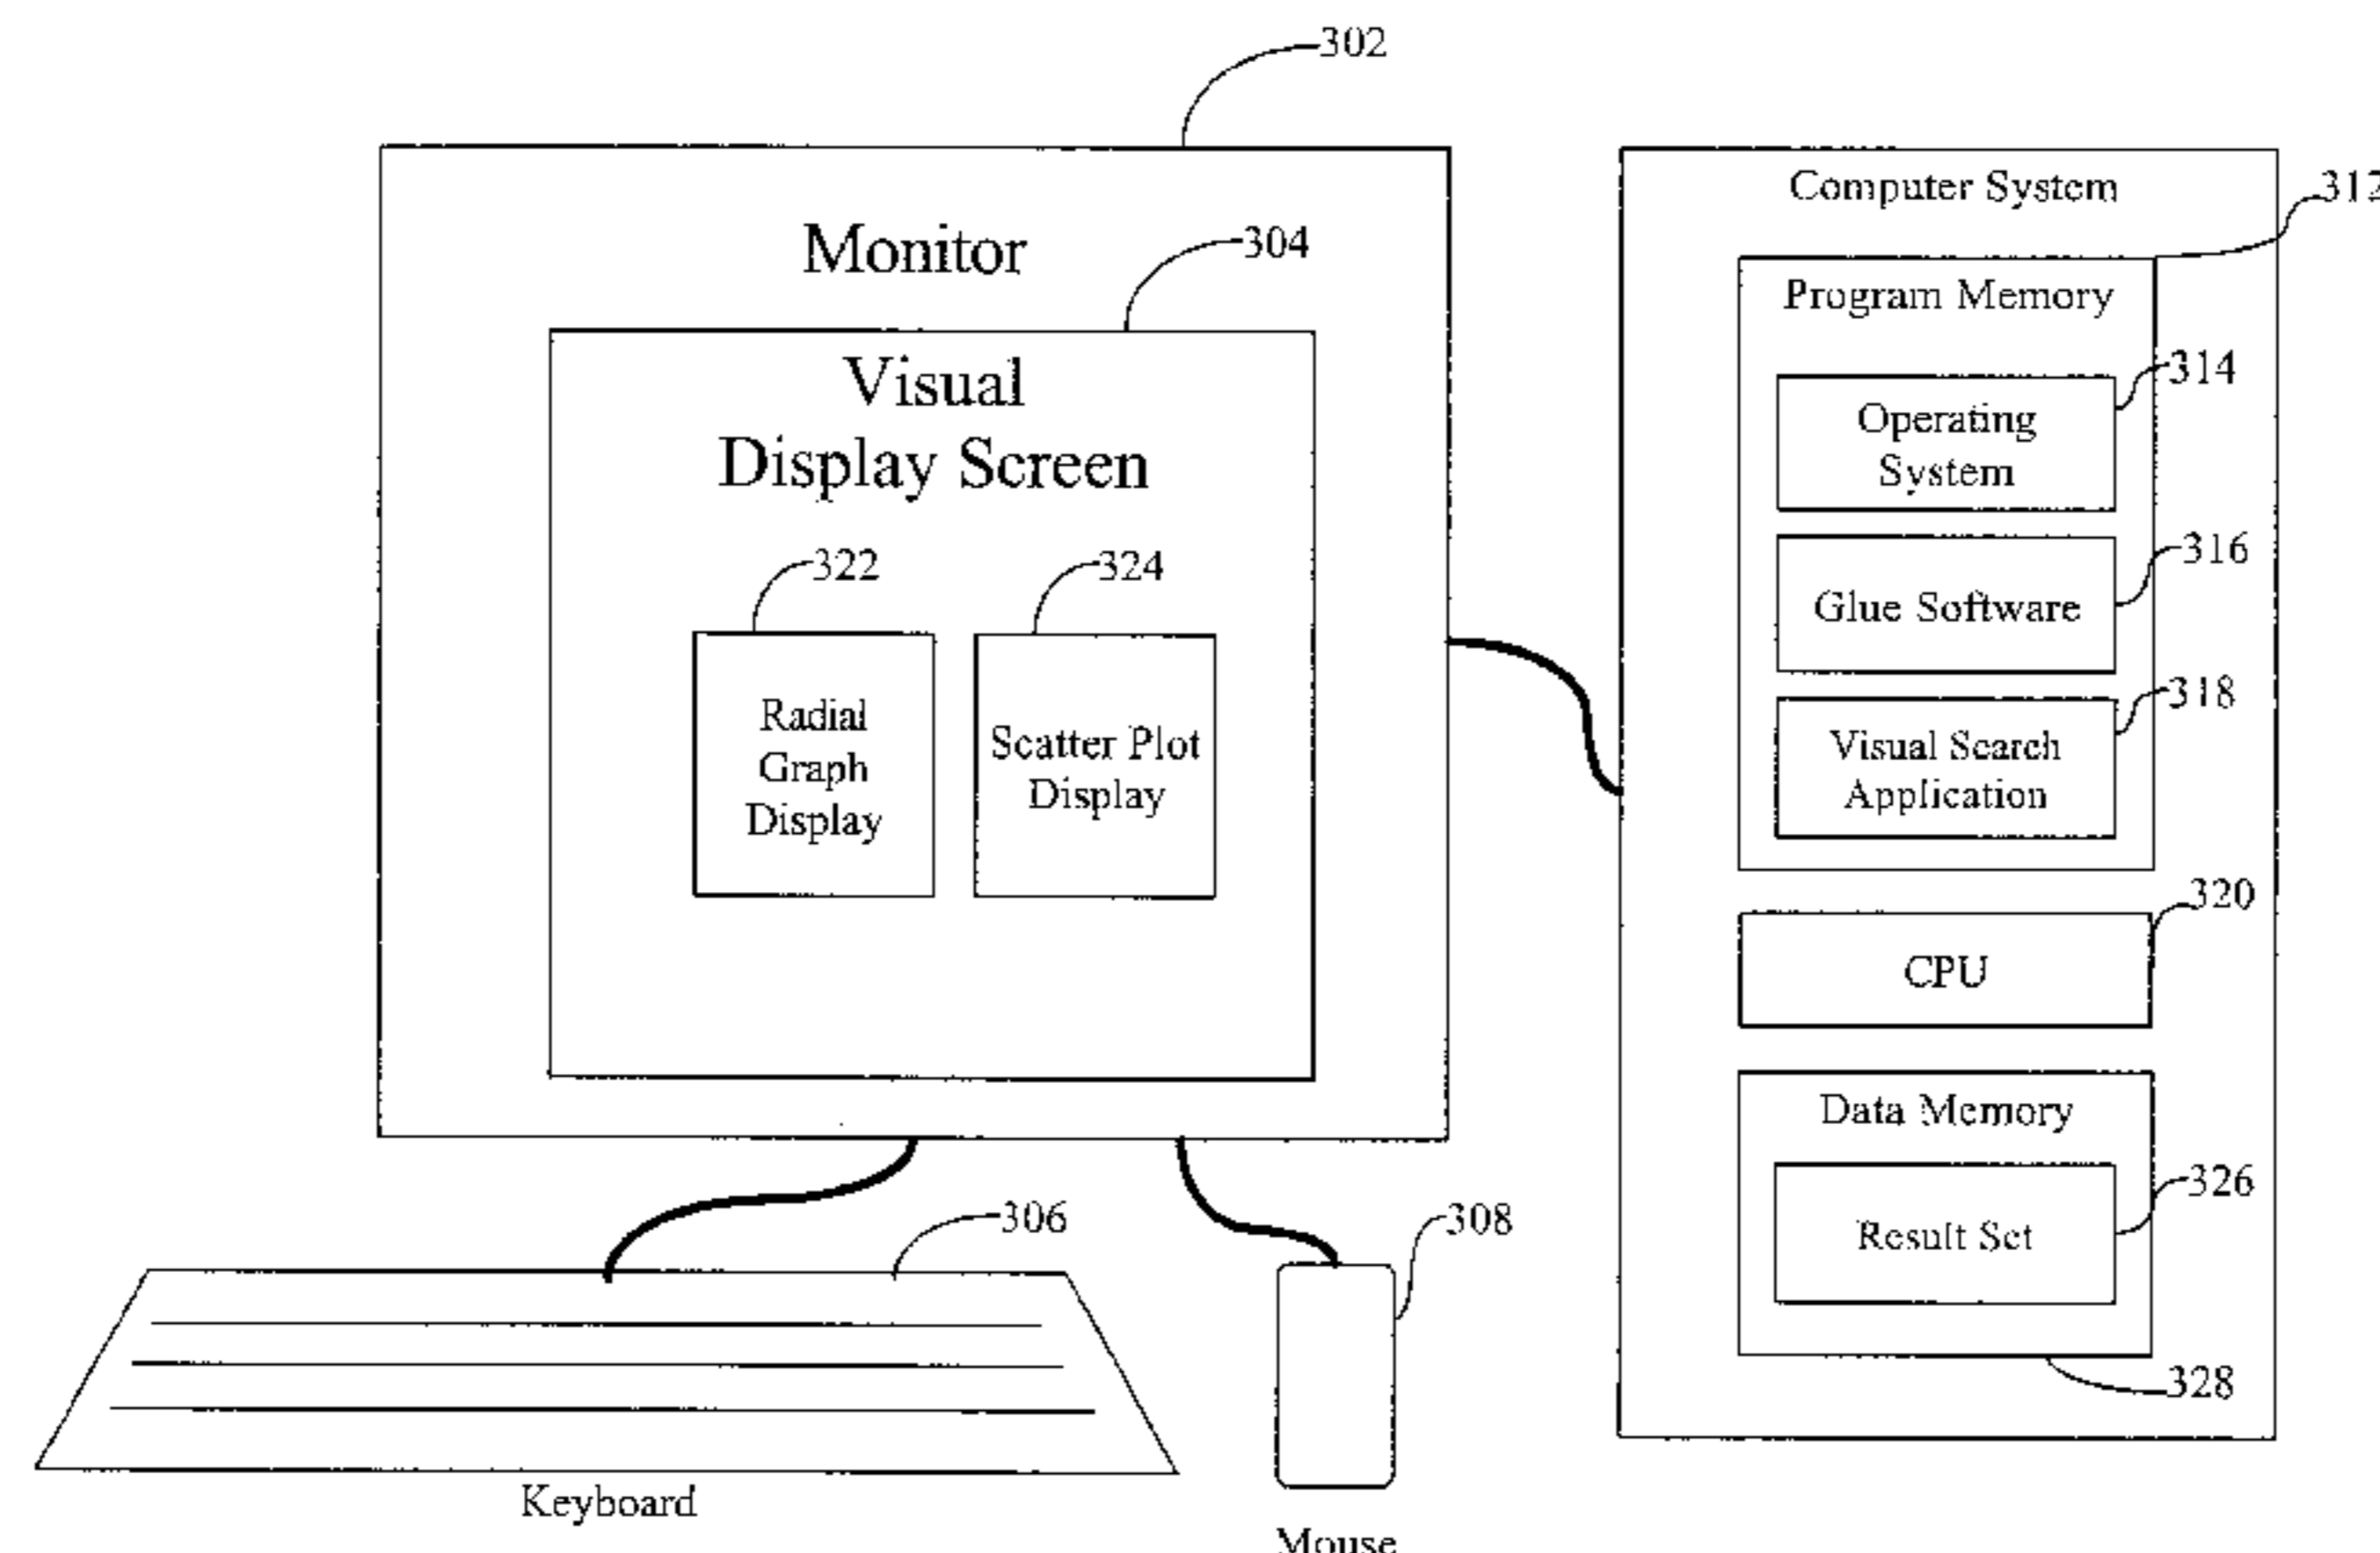 302
Monitor
304
Visual
Display Screen
322
324
Radial
Graph
Display
Scatter Plot
Display
306
308
Keyboard
Mouse
Computer System
312
Program Memory
314
Operating
System
316
Glue Software
318
Visual Search
Application
320
CPU
Data Memory
326
Result Set
328